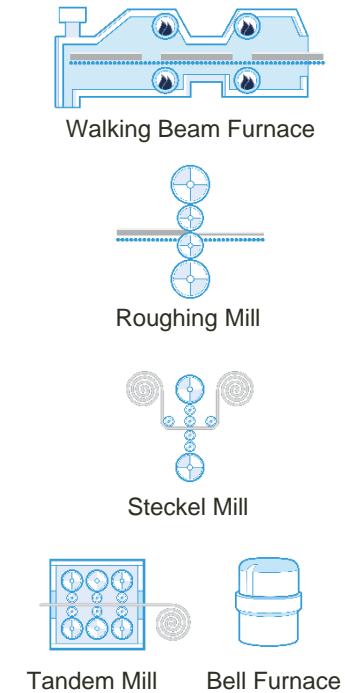 Walking Beam Furnace
Roughing Mill
Steckel Mill
Tandem Mill
Bell Furnace